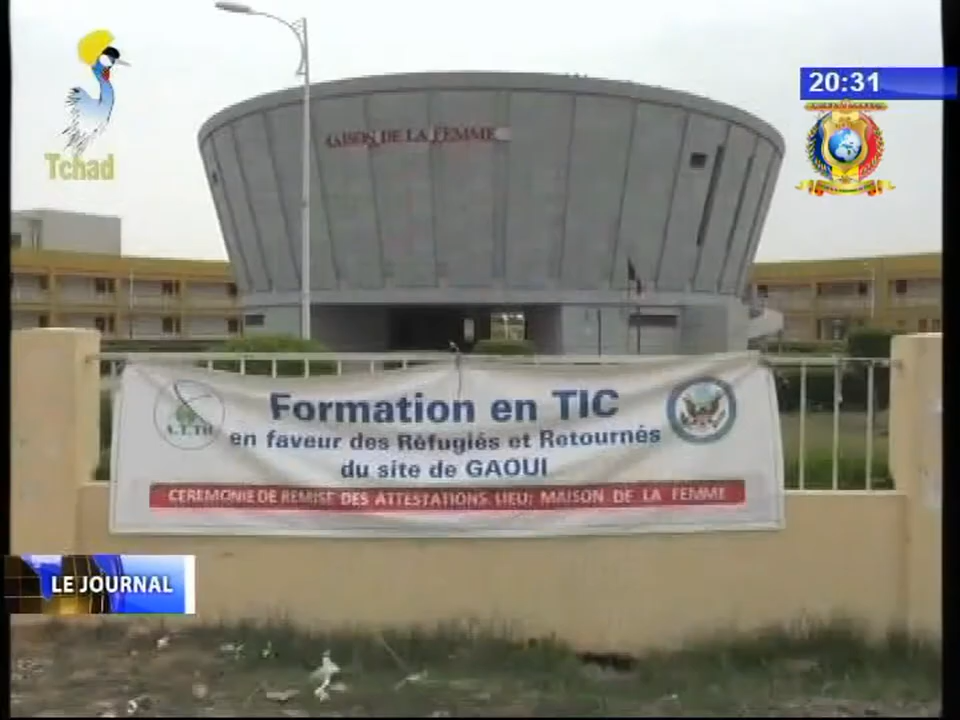 Tchad
20:31
MAISON DE LA FEMME
Formation en TIC
en faveur des Réfugiés et Retournés
du site de GAOUI
CEREMONIE DE REMISE DES ATTESTATIONS. LIEU: MAISON DE LA FEMME
LE JOURNAL